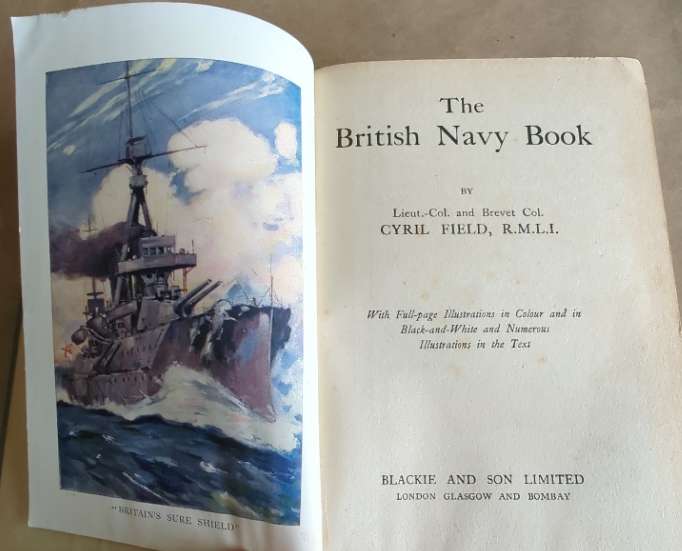 "BRITAIN'S SURE SHIELD"
The
British Navy Book
BY
Lieut.-Col. and Brevet Col.
CYRIL FIELD, R.M.L.I.
With Full-page Illustrations in Colour and in
Black-and-White and Numerous
Illustrations in the Text
BLACKIE AND SON LIMITED
LONDON GLASGOW AND BOMBAY